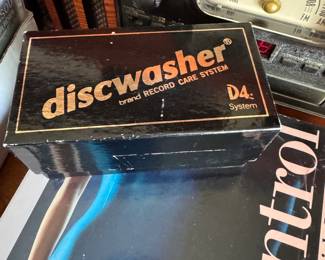 discwasher®
brand RECORD CARE SYSTEM
D4.
System
ntrol